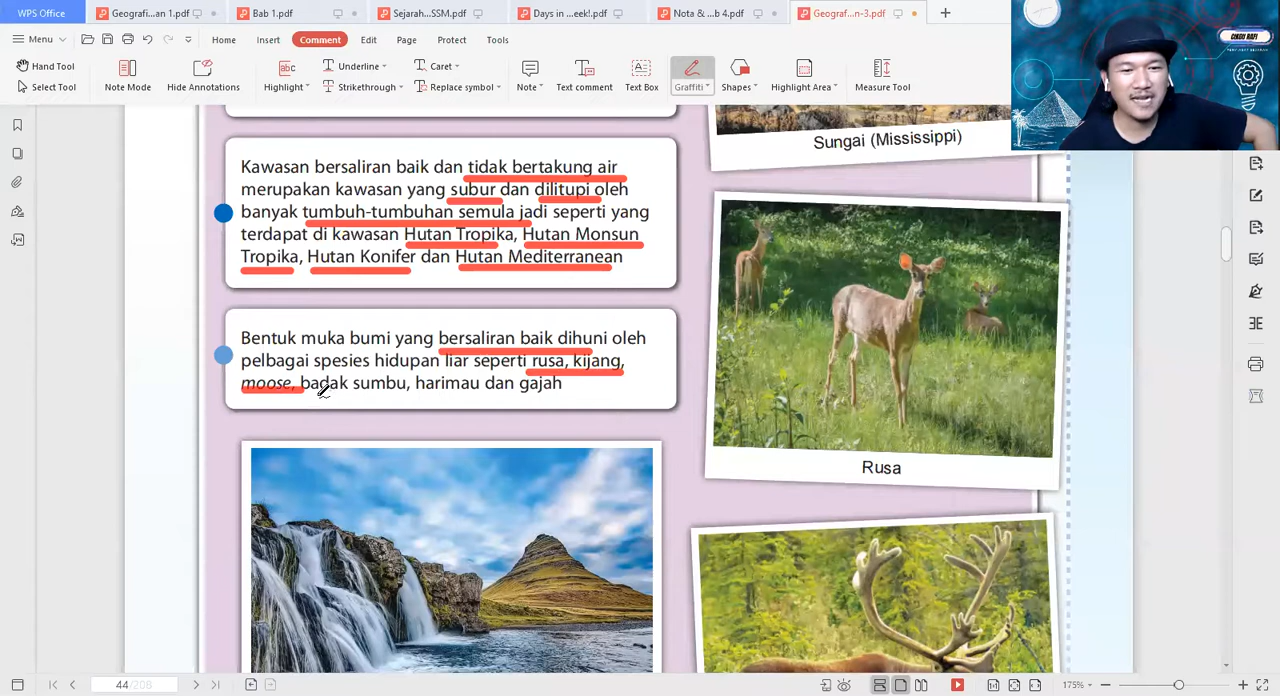 WPS Office
Geografi...an 1.pdf
Bab 1.pdf
Sejarah...SSM.pdf
Days in ...eek!.pdf
Nota & ...b 4.pdf
Geograf...n-3.pdf
Menu
Home
Insert
Comment
Edit
Page
Protect
Tools
Hand Tool
Select Tool
Note Mode
Hide Annotations
Highlight
Underline
Strikethrough
Caret
Replace symbol
Note
Text comment
Text Box
Graffiti
Shapes
Highlight Area
Measure Tool
CIKGU RAFI
Sungai (Mississippi)
Kawasan bersaliran baik dan tidak bertakung air
merupakan kawasan yang subur dan dilitupi oleh
banyak tumbuh-tumbuhan semula jadi seperti yang
terdapat di kawasan Hutan Tropika, Hutan Monsun
Tropika, Hutan Konifer dan Hutan Mediterranean
Bentuk muka bumi yang bersaliran baik dihuni oleh
pelbagai spesies hidupan liar seperti rusa, kijang,
moose, badak sumbu, harimau dan gajah
Rusa
44/208
175%